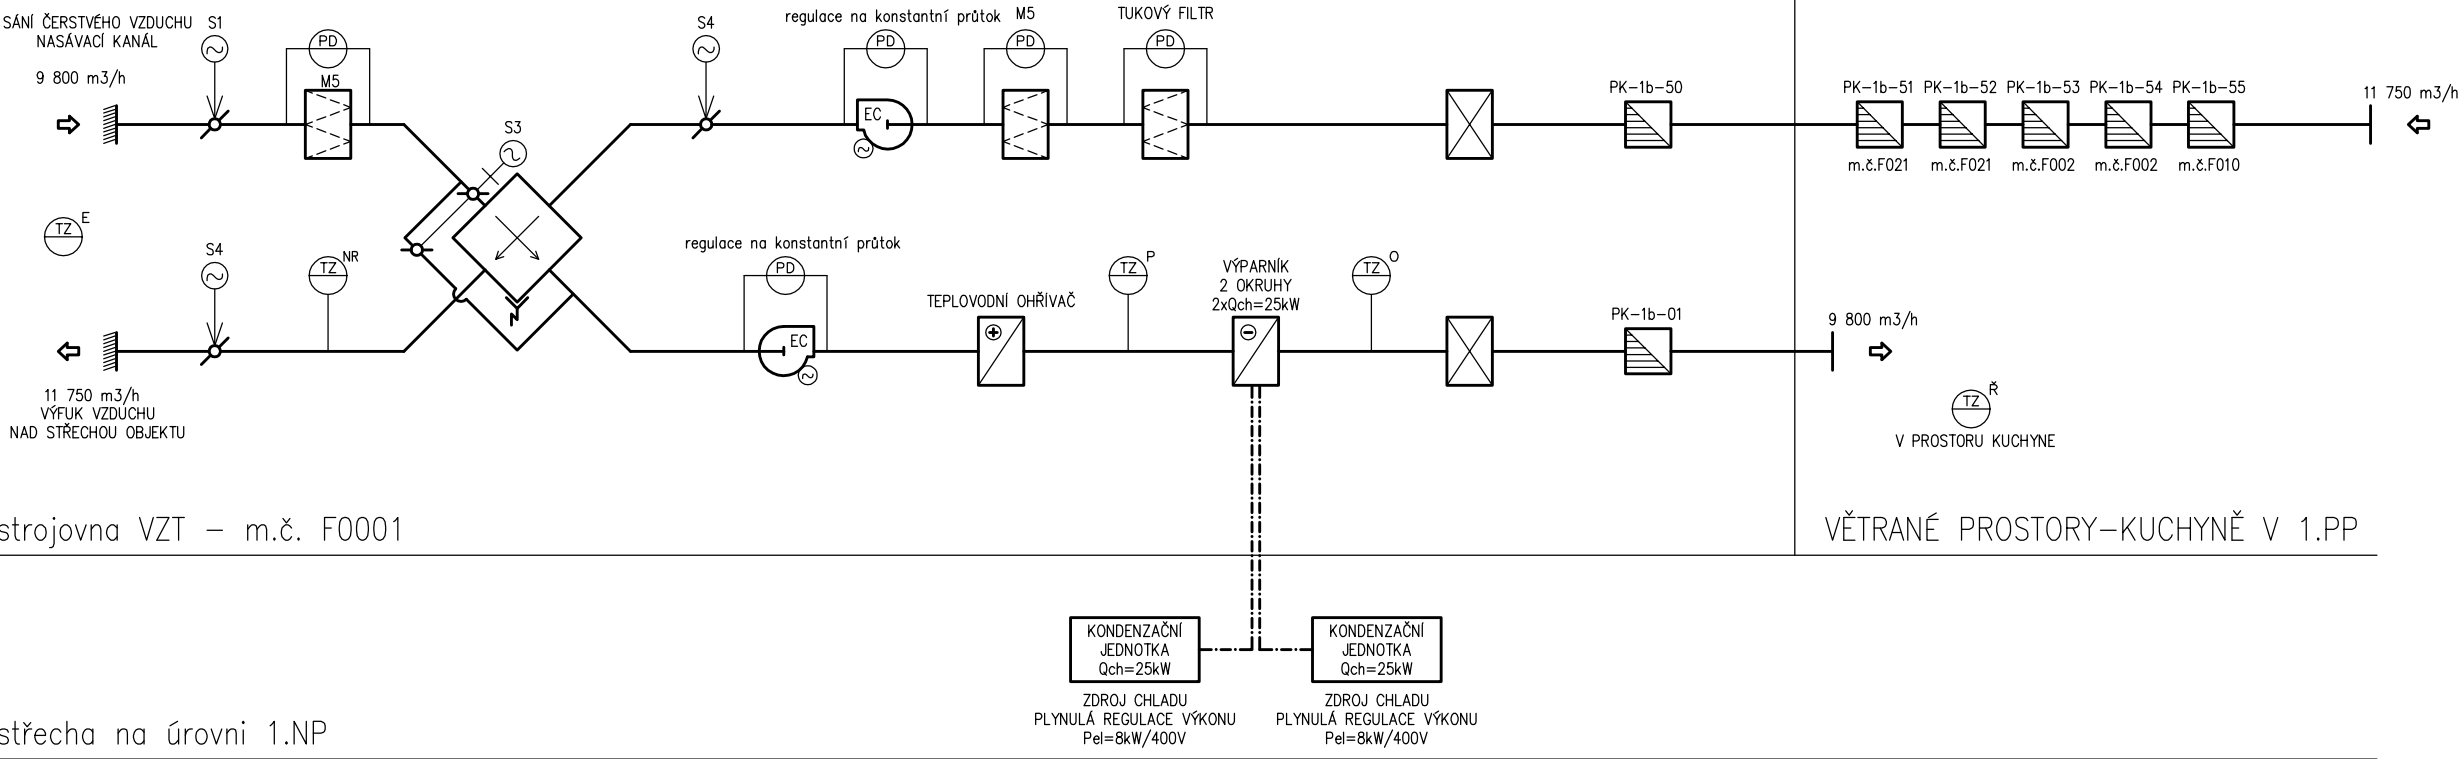 SÁNÍ ČERSTVÉHO VZDUCHU
NASÁVACÍ KANÁL
9 800 m3/h
S1
PD
M5
S3
S4
regulace na konstantní průtok
PD
EC
M5
PD
TUKOVÝ FILTR
PD
PK-1b-50
PK-1b-51
m.č.F021
PK-1b-52
m.č.F021
PK-1b-53
m.č.F002
PK-1b-54
m.č.F002
PK-1b-55
m.č.F010
11 750 m3/h
TZ E
S4
TZ NR
11 750 m3/h
VÝFUK VZDUCHU
NAD STŘECHOU OBJEKTU
regulace na konstantní průtok
PD
EC
TEPLOVODNÍ OHŘÍVAČ
TZ P
VÝPARNÍK
2 OKRUHY
2xQch=25kW
TZ O
PK-1b-01
9 800 m3/h
TZ Ř
V PROSTORU KUCHYNE
strojovna VZT - m.č. F0001
VĚTRANÉ PROSTORY-KUCHYNĚ V 1.PP
KONDENZAČNÍ
JEDNOTKA
Qch=25kW
ZDROJ CHLADU
PLYNULÁ REGULACE VÝKONU
Pel=8kW/400V
KONDENZAČNÍ
JEDNOTKA
Qch=25kW
ZDROJ CHLADU
PLYNULÁ REGULACE VÝKONU
Pel=8kW/400V
střecha na úrovni 1.NP